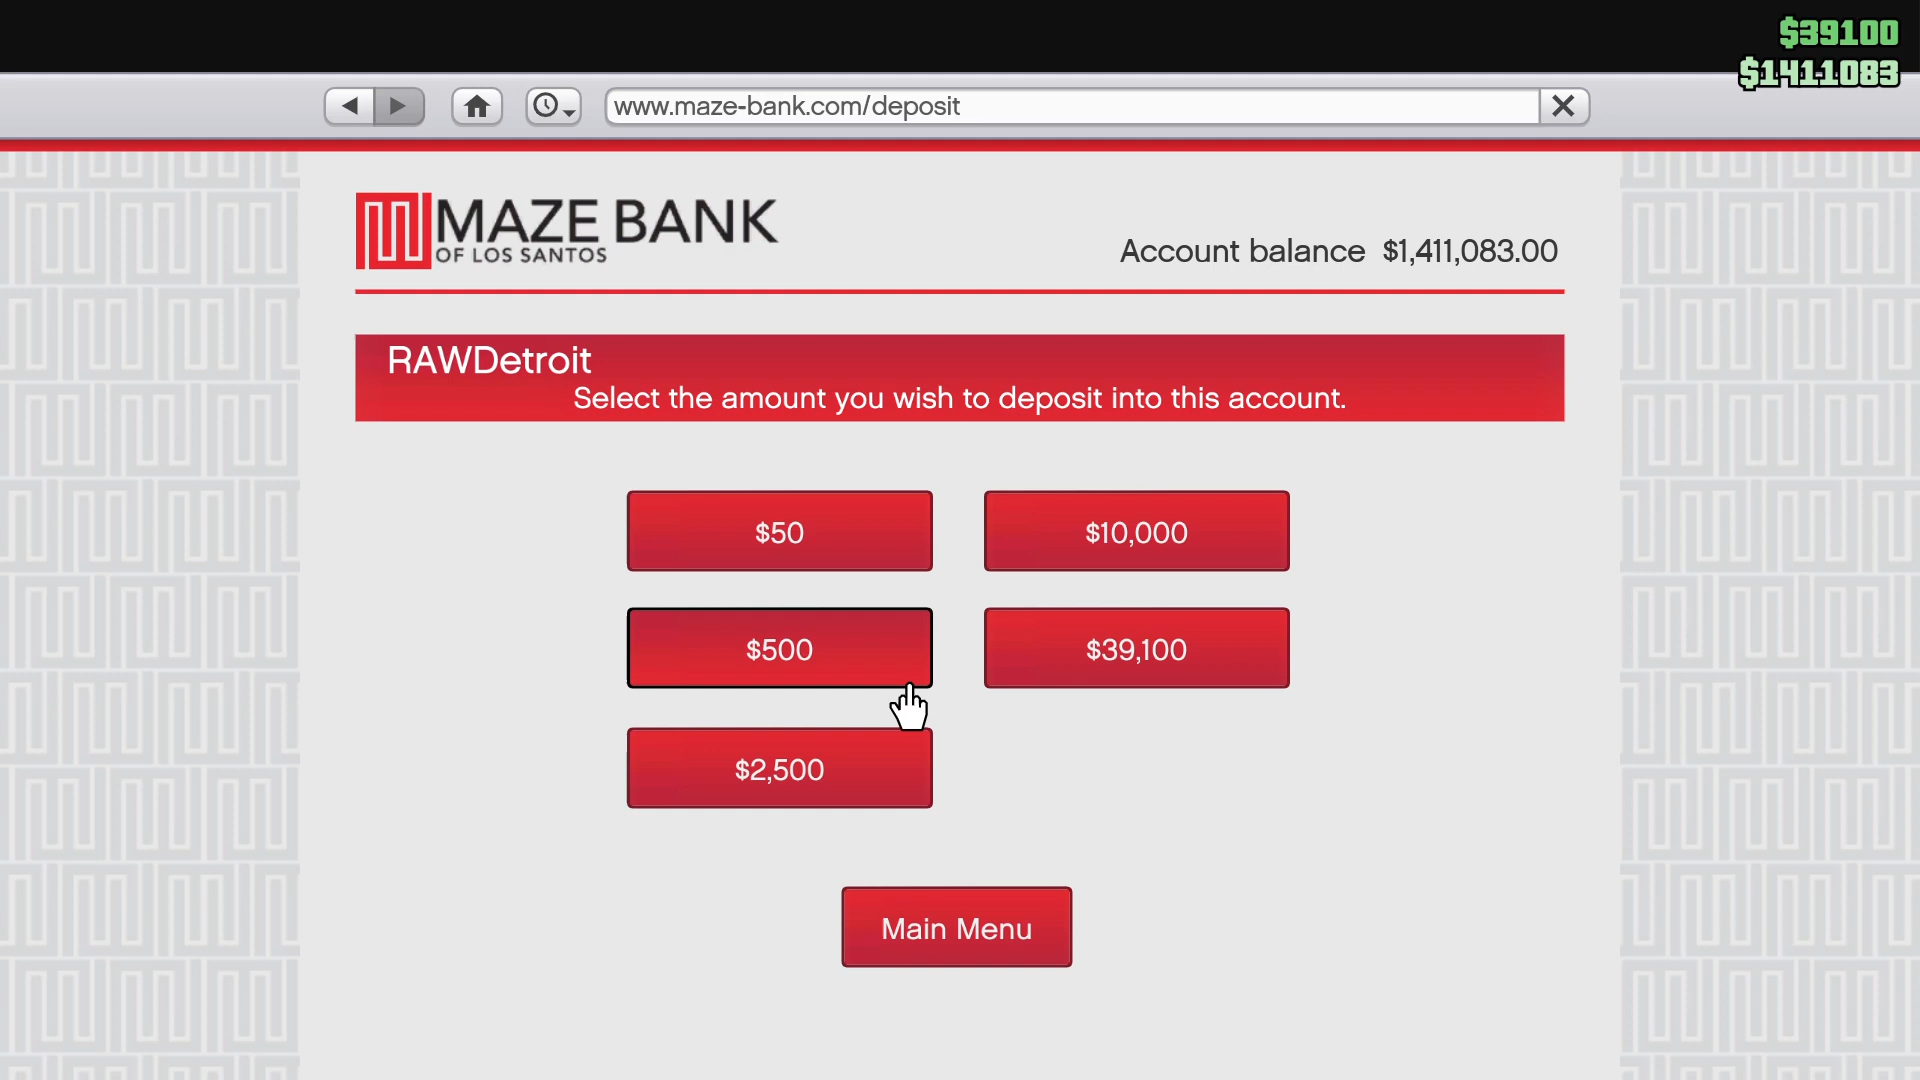 $39100
$1411083
www.maze-bank.com/deposit
MAZE BANK
OF LOS SANTOS
Account balance $1,411,083.00
RAWDetroit
Select the amount you wish to deposit into this account.
$50
$10,000
$500
$39,100
$2,500
Main Menu